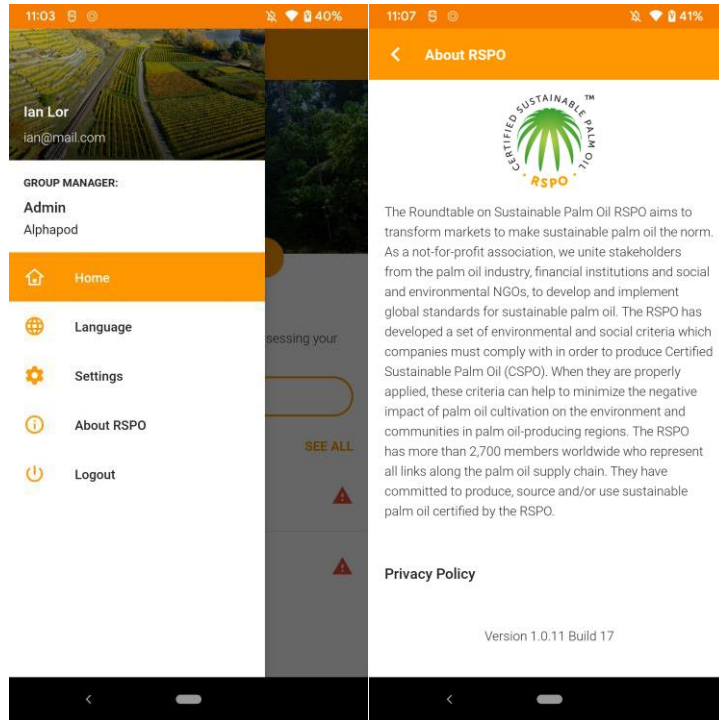 11:03
40%
Ian Lor
ian@mail.com
GROUP MANAGER:
Admin
Alphapod
Home
Language
Settings
About RSPO
Logout
sessing your
SEE ALL
11:07
41%
About RSPO
CERTIFIED SUSTAINABLE PALM OIL ™
RSPO
The Roundtable on Sustainable Palm Oil RSPO aims to
transform markets to make sustainable palm oil the norm.
As a not-for-profit association, we unite stakeholders
from the palm oil industry, financial institutions and social
and environmental NGOs, to develop and implement
global standards for sustainable palm oil. The RSPO has
developed a set of environmental and social criteria which
companies must comply with in order to produce Certified
Sustainable Palm Oil (CSPO). When they are properly
applied, these criteria can help to minimize the negative
impact of palm oil cultivation on the environment and
communities in palm oil-producing regions. The RSPO
has more than 2,700 members worldwide who represent
all links along the palm oil supply chain. They have
committed to produce, source and/or use sustainable
palm oil certified by the RSPO.
Privacy Policy
Version 1.0.11 Build 17